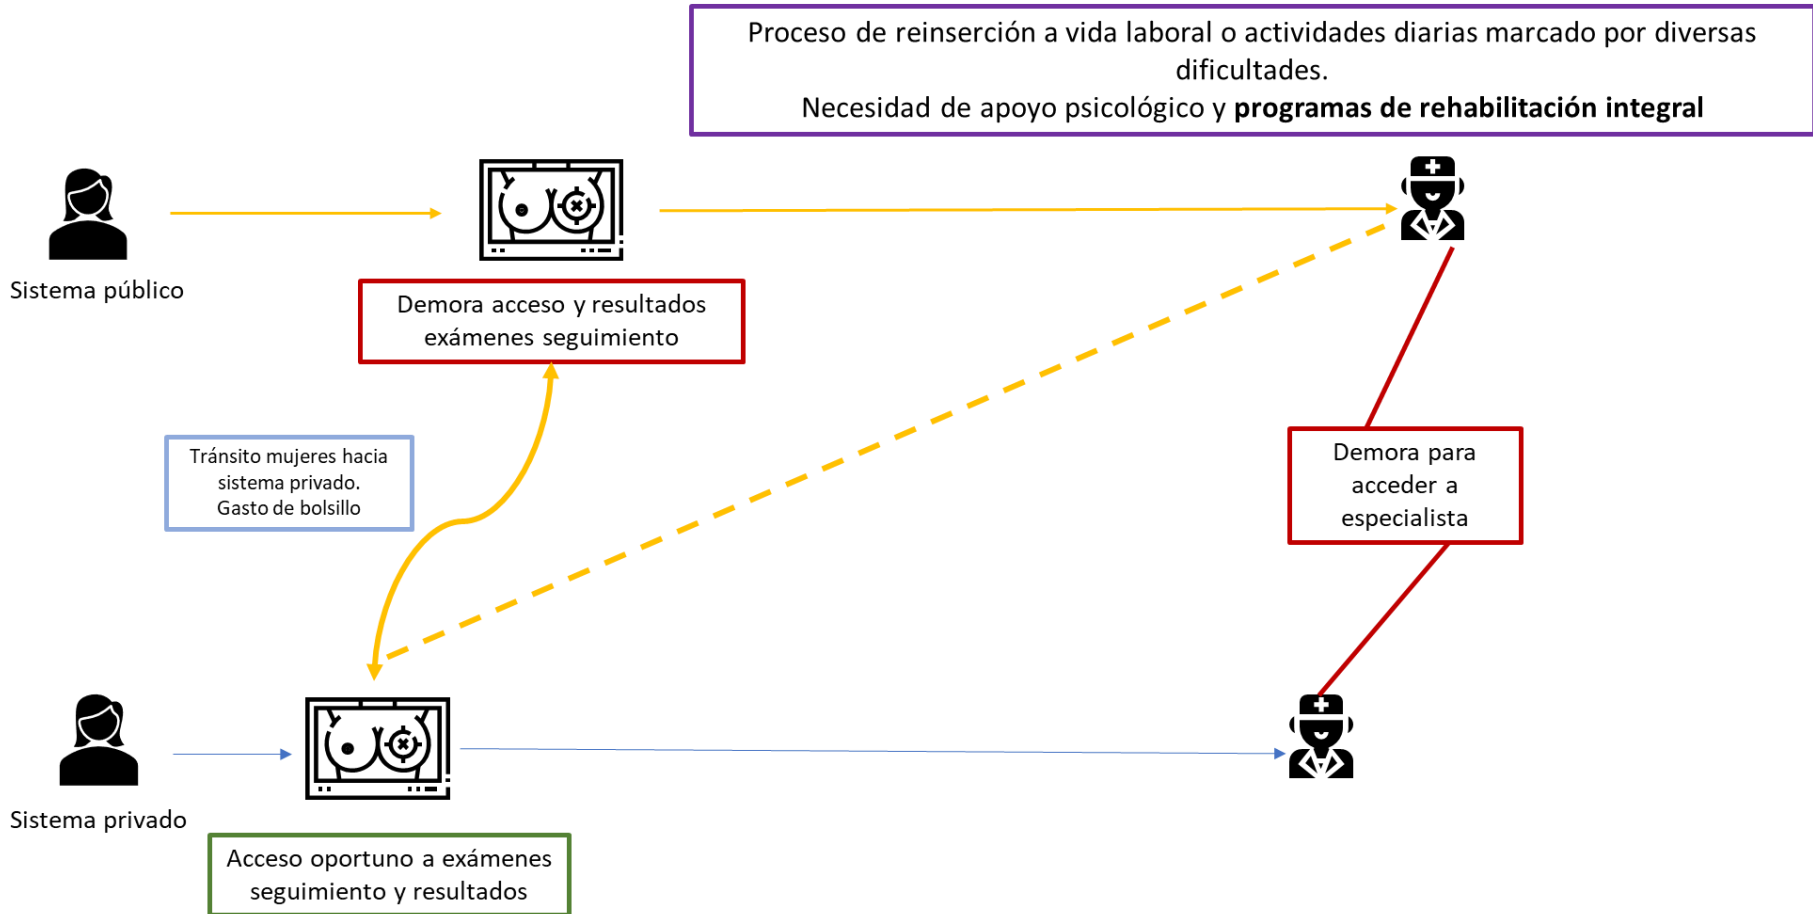 Proceso de reinserción a vida laboral o actividades diarias marcado por diversas
dificultades.
Necesidad de apoyo psicológico y programas de rehabilitación integral
Sistema público
Demora acceso y resultados
exámenes seguimiento
Tránsito mujeres hacia
sistema privado.
Gasto de bolsillo
Demora para
acceder a
especialista
Sistema privado
Acceso oportuno a exámenes
seguimiento y resultados